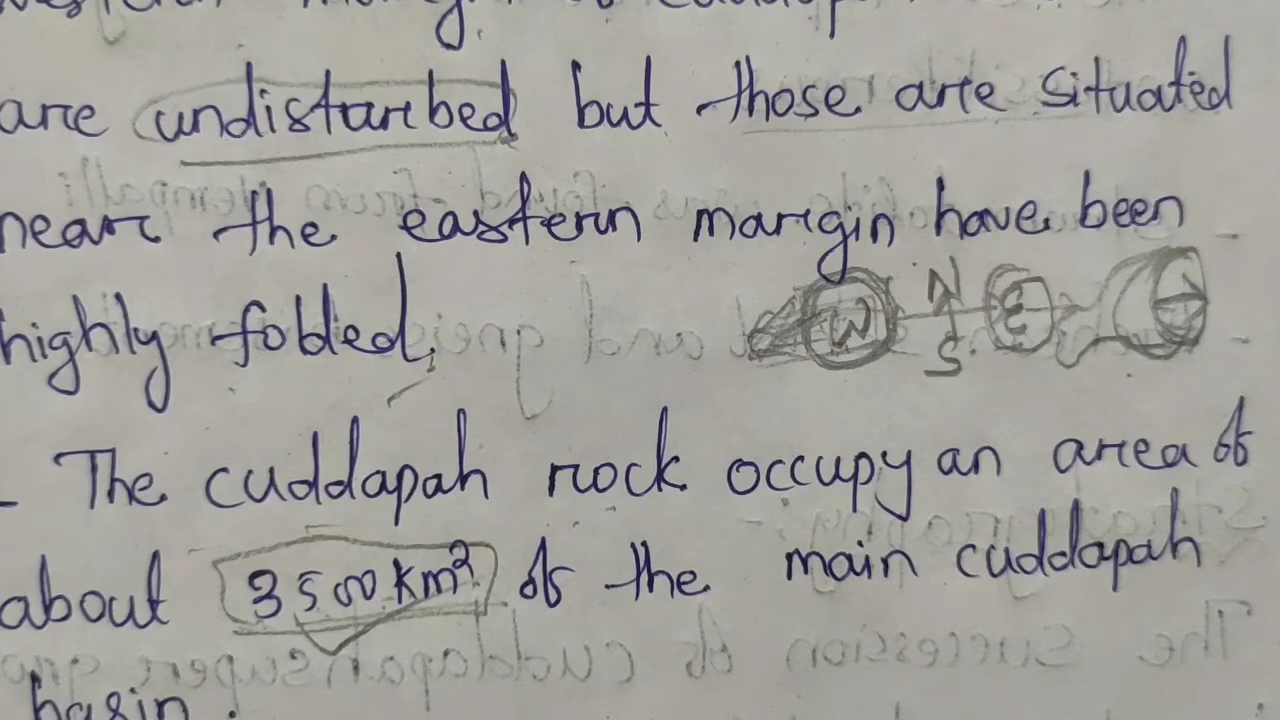 are undisturbed but those are situated
near the eastern margin have been
highly folded.
W N E
S
- The cuddapah rock occupy an area of
about 3500 km² of the main cuddapah
basin.